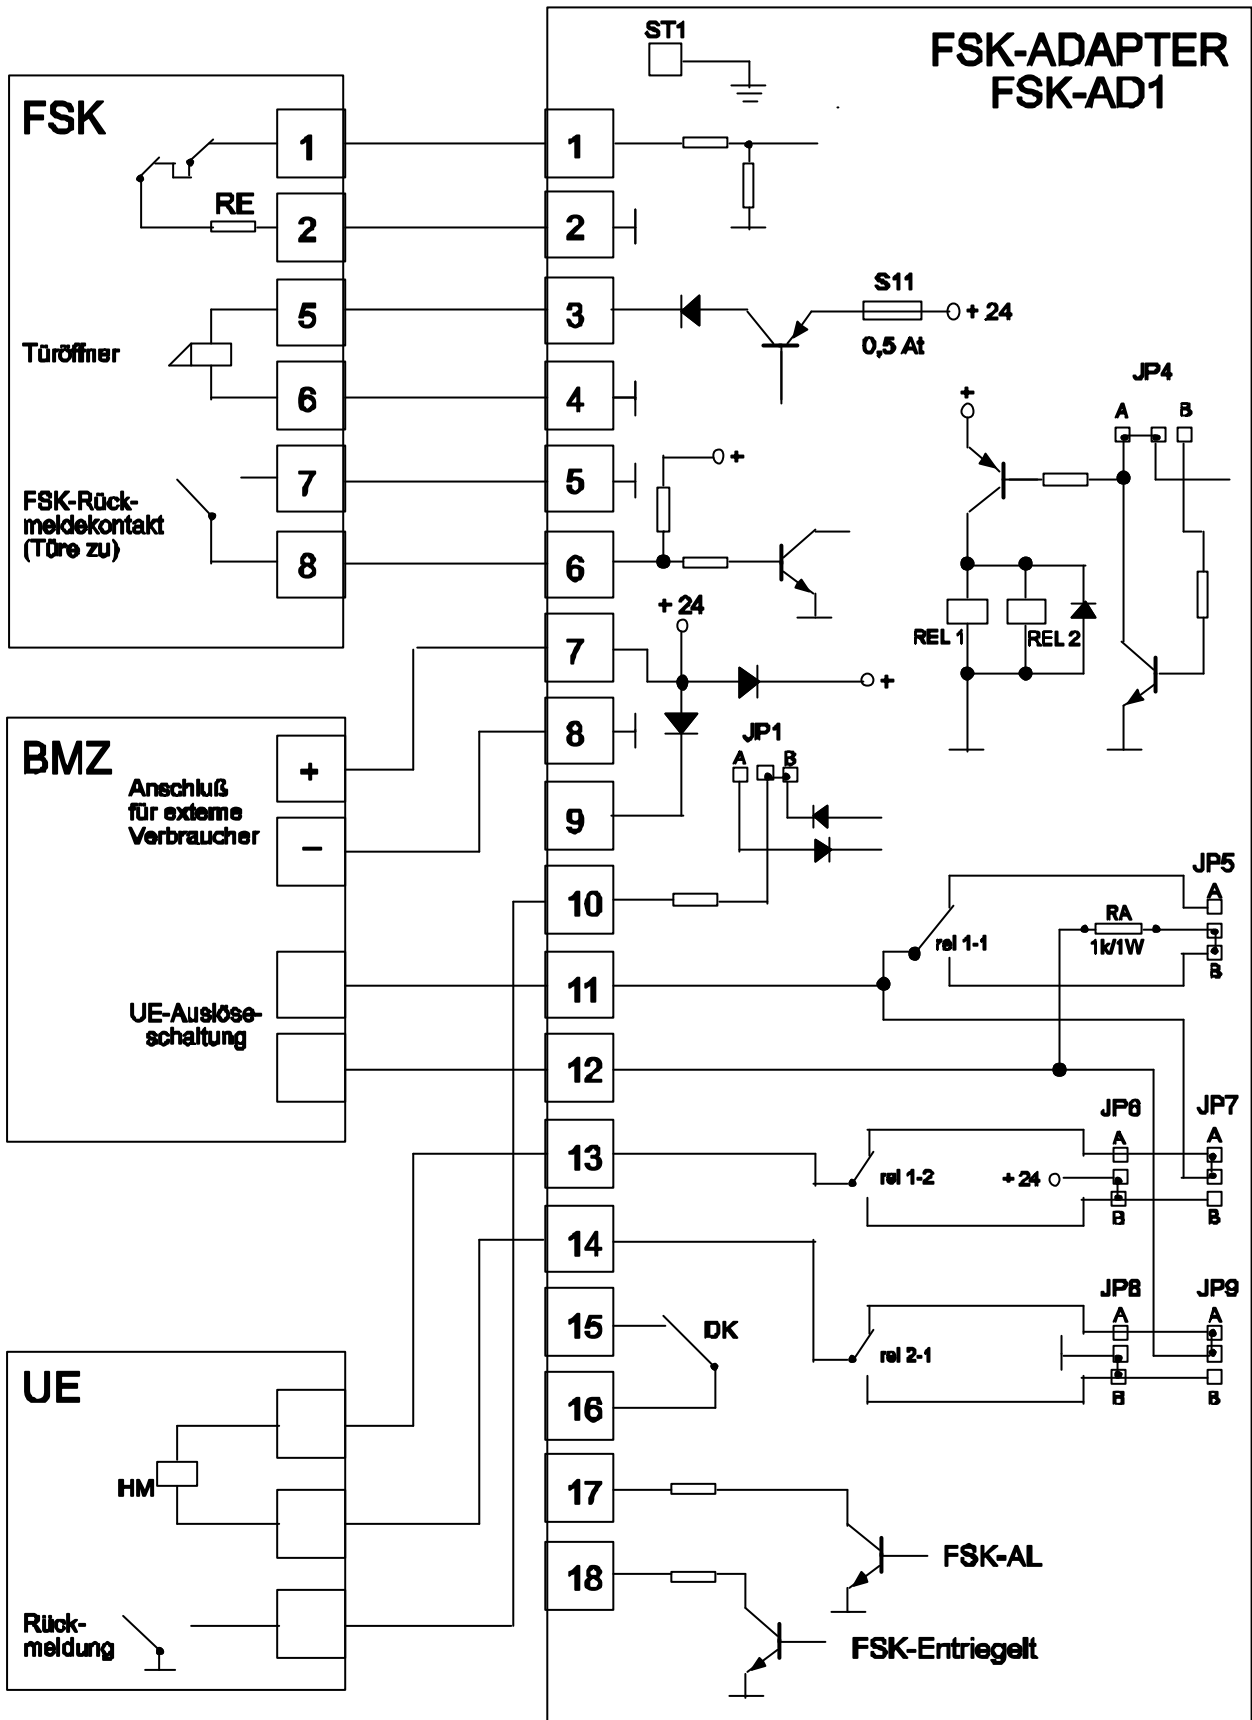 FSK-ADAPTER
FSK-AD1
ST1
FSK
1
2
RE
5
6
Türöffner
7
8
FSK-Rück-
meldekontakt
(Türe zu)
1
2
3
4
5
6
7
8
9
10
11
12
13
14
15
16
17
18
S11
0,5 At
+ 24
JP4
A
B
+
+
REL 1
REL 2
+ 24
+
JP1
A
B
BMZ
+
–
Anschluß
für externe
Verbraucher
UE-Auslöse-
schaltung
JP5
A
B
RA
1k/1W
rel 1-1
JP6
A
B
JP7
A
B
rel 1-2
+ 24
JP8
A
B
JP9
A
B
rel 2-1
IDK
UE
HM
Rück-
meldung
FSK-AL
FSK-Entriegelt